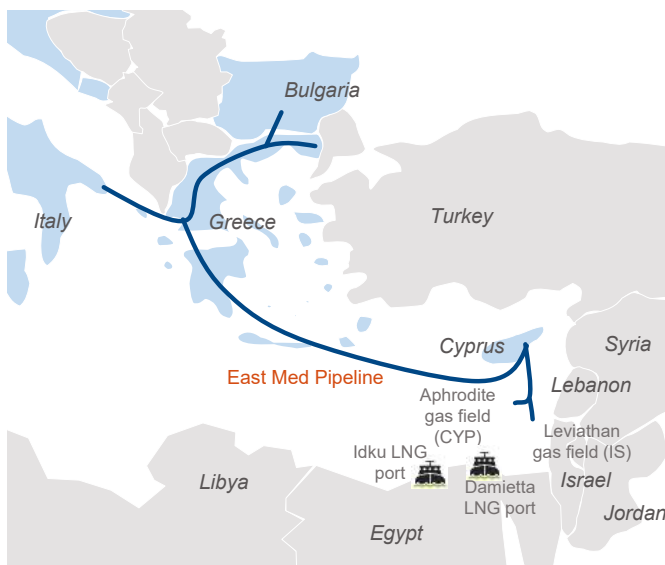 Bulgaria
Italy
Greece
Turkey
Cyprus
Syria
East Med Pipeline
Lebanon
Aphrodite
gas field
(CYP)
Leviathan
gas field (IS)
Idku LNG
port
Libya
Damietta
LNG port
Israel
Jordan
Egypt